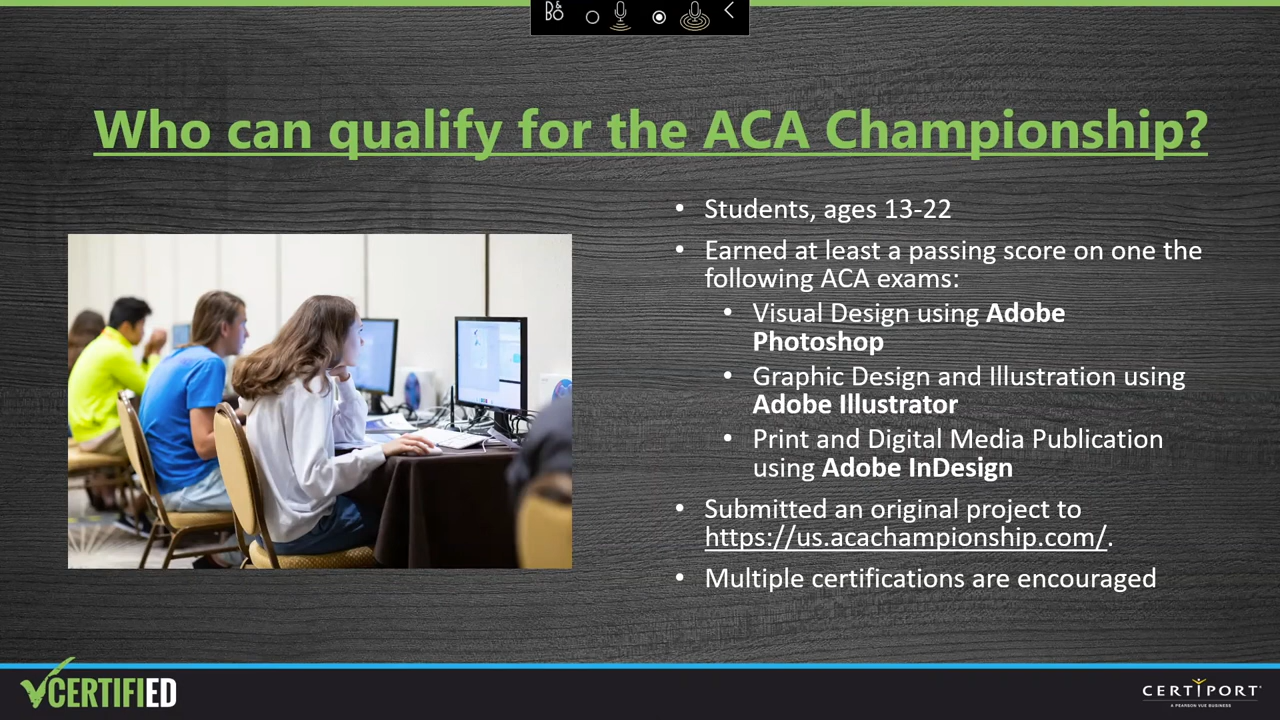 B&O
Who can qualify for the ACA Championship?
• Students, ages 13-22
• Earned at least a passing score on one the
following ACA exams:
• Visual Design using Adobe
Photoshop
• Graphic Design and Illustration using
Adobe Illustrator
• Print and Digital Media Publication
using Adobe InDesign
• Submitted an original project to
https://us.acachampionship.com/.
• Multiple certifications are encouraged
CERTIFIED
CERTIPORT
A PEARSON VUE BUSINESS